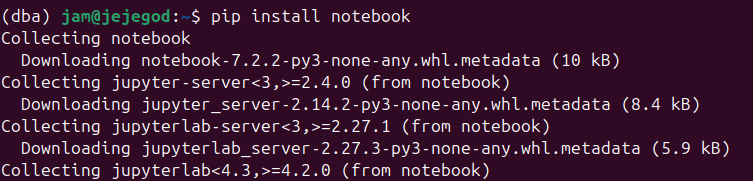 (dba) jam@jejegod:~$ pip install notebook
Collecting notebook
  Downloading notebook-7.2.2-py3-none-any.whl.metadata (10 kB)
Collecting jupyter-server<3,>=2.4.0 (from notebook)
  Downloading jupyter_server-2.14.2-py3-none-any.whl.metadata (8.4 kB)
Collecting jupyterlab-server<3,>=2.27.1 (from notebook)
  Downloading jupyterlab_server-2.27.3-py3-none-any.whl.metadata (5.9 kB)
Collecting jupyterlab<4.3,>=4.2.0 (from notebook)